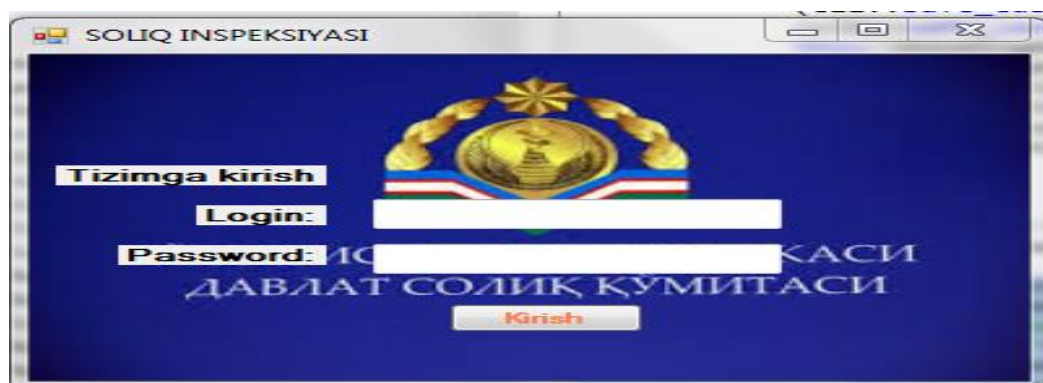 SOLIQ INSPEKSIYASI
Tizimga kirish
Login:
Password:
ДАВЛАТ СОЛИҚ ҚЎМИТАСИ
Kirish